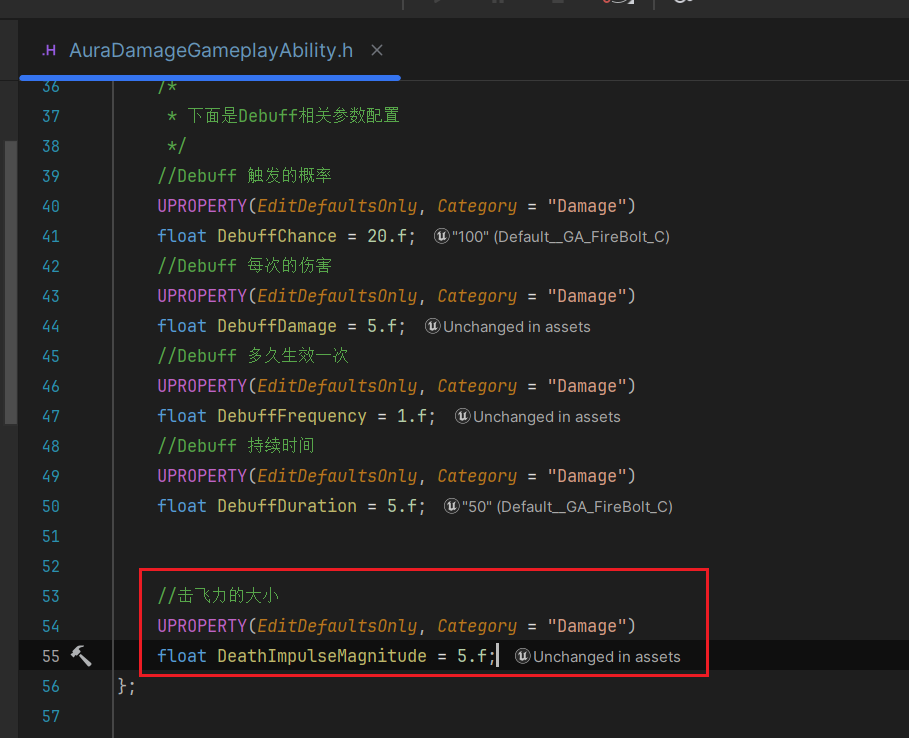 .H AuraDamageGameplayAbility.h ×
36 /*
37 * 下面是Debuff相关参数配置
38 */
39 //Debuff 触发的概率
40 UPROPERTY(EditDefaultsOnly, Category = "Damage")
41 float DebuffChance = 20.f; "100" (Default__GA_FireBolt_C)
42 //Debuff 每次的伤害
43 UPROPERTY(EditDefaultsOnly, Category = "Damage")
44 float DebuffDamage = 5.f; Unchanged in assets
45 //Debuff 多久生效一次
46 UPROPERTY(EditDefaultsOnly, Category = "Damage")
47 float DebuffFrequency = 1.f; Unchanged in assets
48 //Debuff 持续时间
49 UPROPERTY(EditDefaultsOnly, Category = "Damage")
50 float DebuffDuration = 5.f; "50" (Default__GA_FireBolt_C)
51
52
53 //击飞力的大小
54 UPROPERTY(EditDefaultsOnly, Category = "Damage")
55 float DeathImpulseMagnitude = 5.f; Unchanged in assets
56 };
57